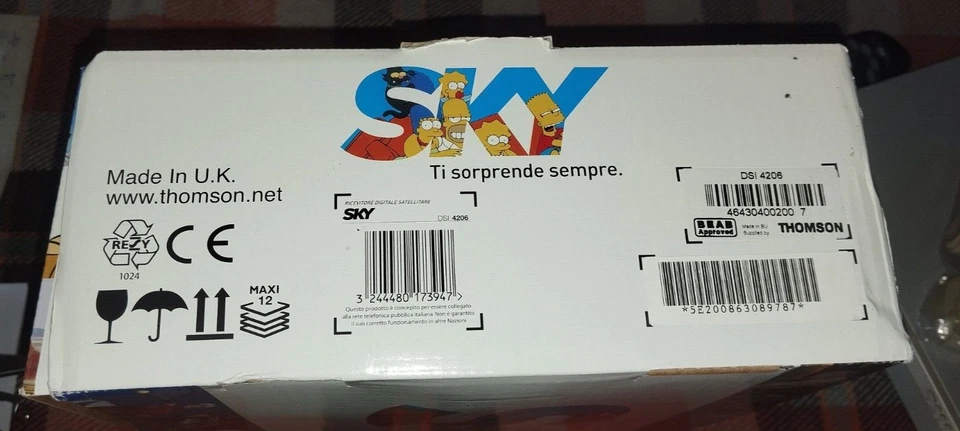 SKY
Ti sorprende sempre.
Made In U.K.
www.thomson.net
REZY
1024
MAXI
12
RICEVITORE DIGITALE SATELLITARE
SKY
DSI 4206
3 244480 173947 >
Questo prodotto è concepito per essere collegato
alla rete telefonica pubblica italiana. Non è garantito
il suo corretto funzionamento in altre Nazioni
DSI 4206
46430400200 7
BEAB
Approved
Made in EU
Supplied by
THOMSON
*5E200863089787*